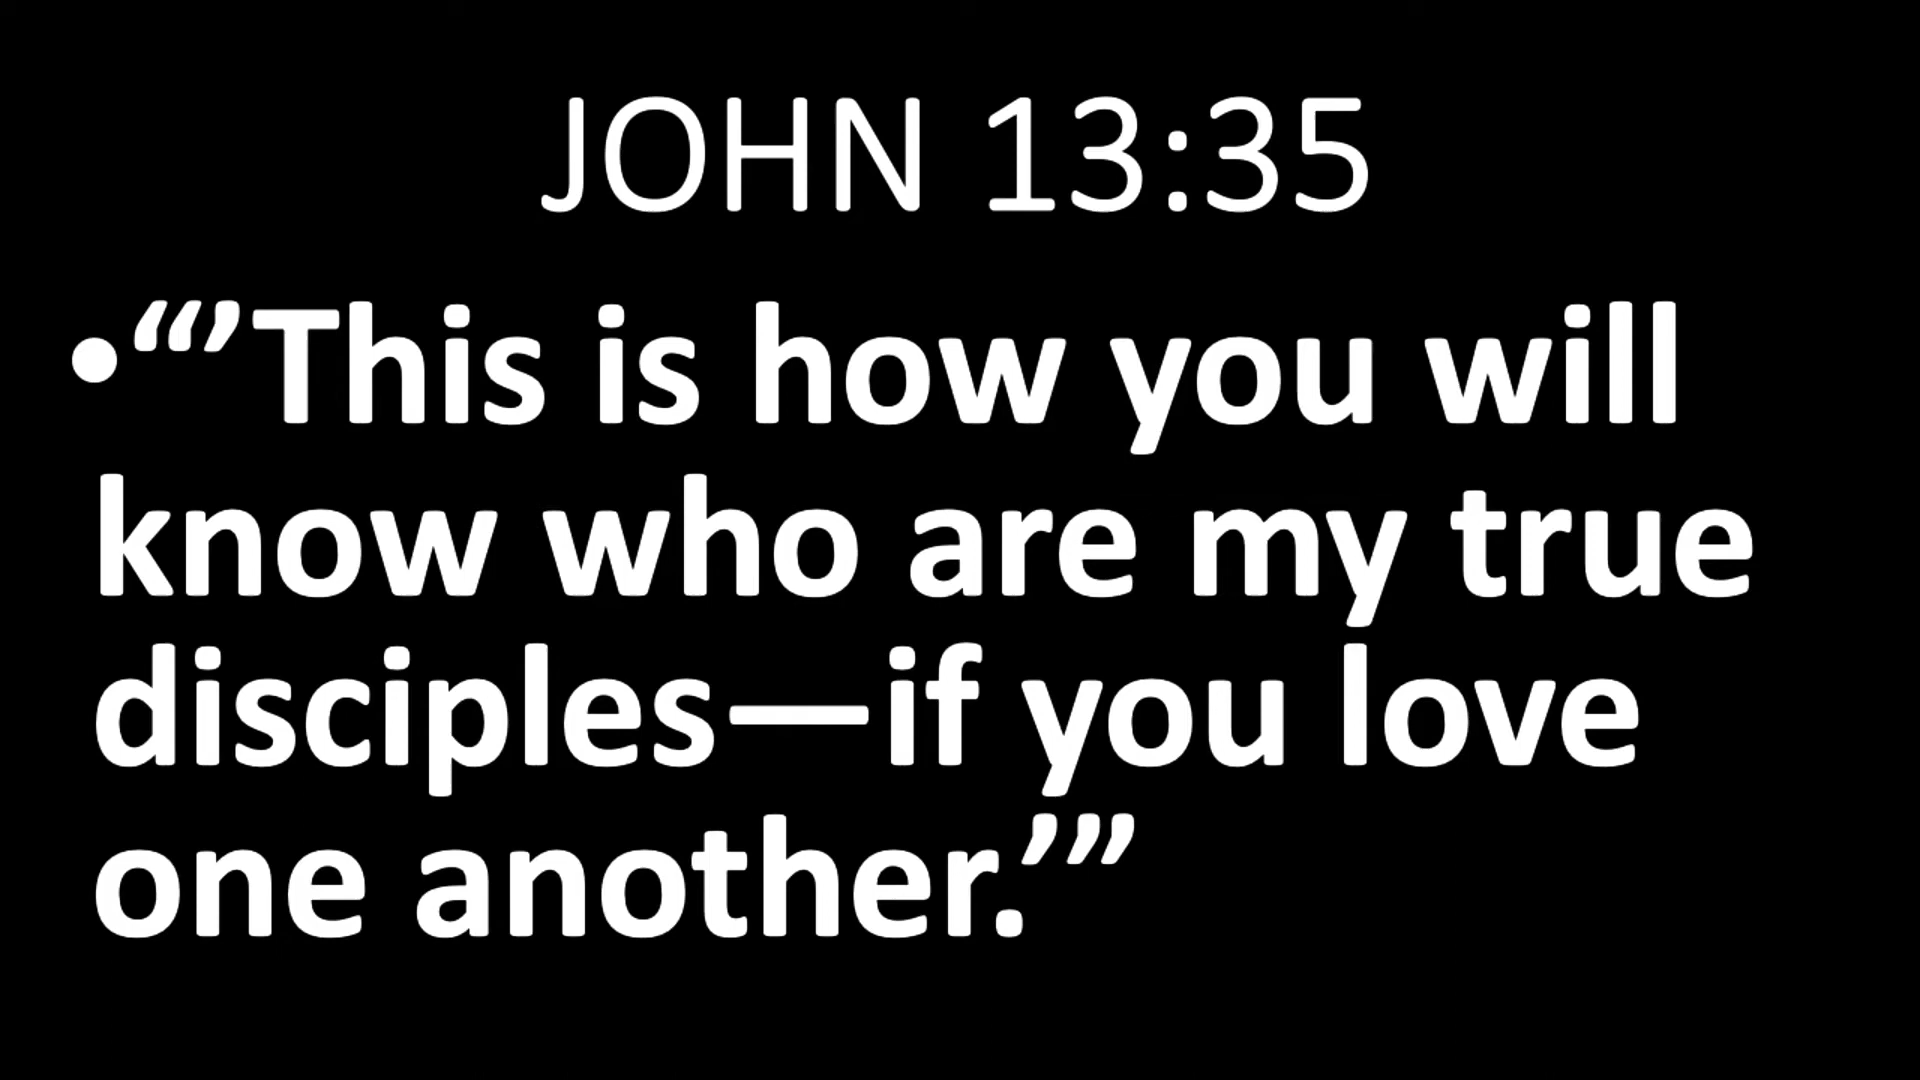 JOHN 13:35
•“’This is how you will
know who are my true
disciples—if you love
one another.’”